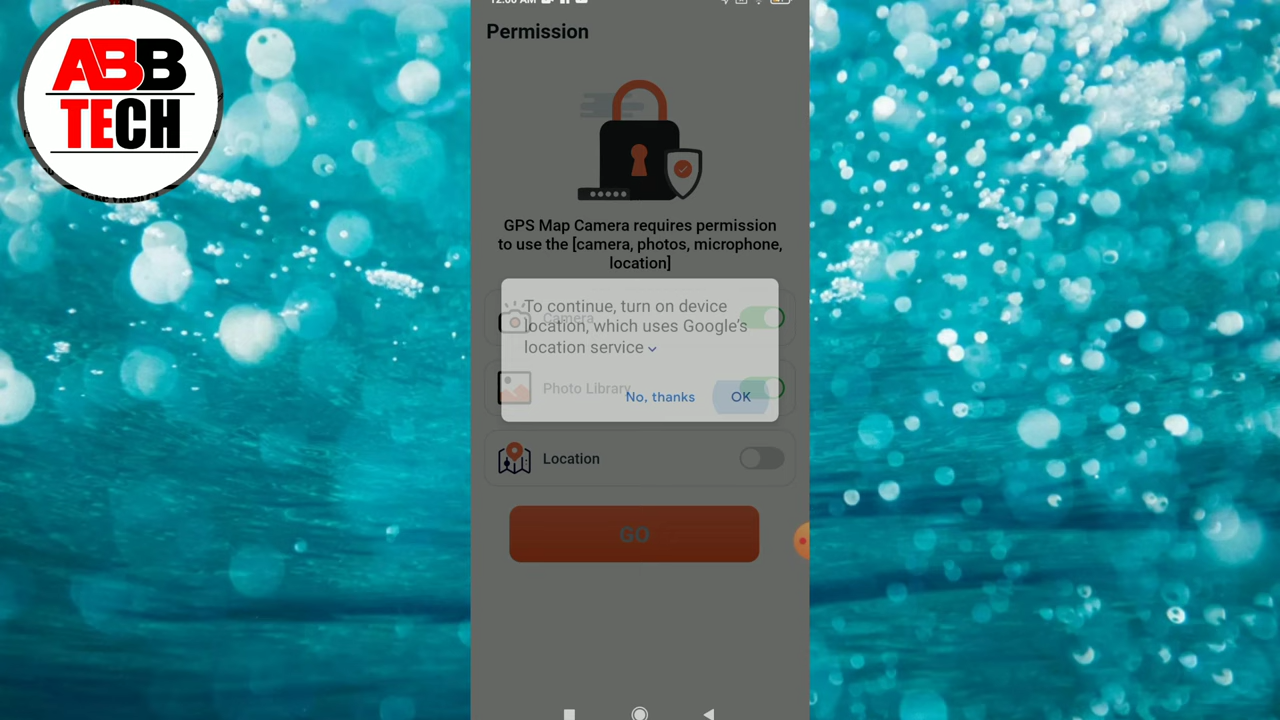 ABB
TECH
Permission
GPS Map Camera requires permission
to use the [camera, photos, microphone,
location]
To continue, turn on device
location, which uses Google's
location service
Camera
Photo Library
No, thanks
OK
Location
GO